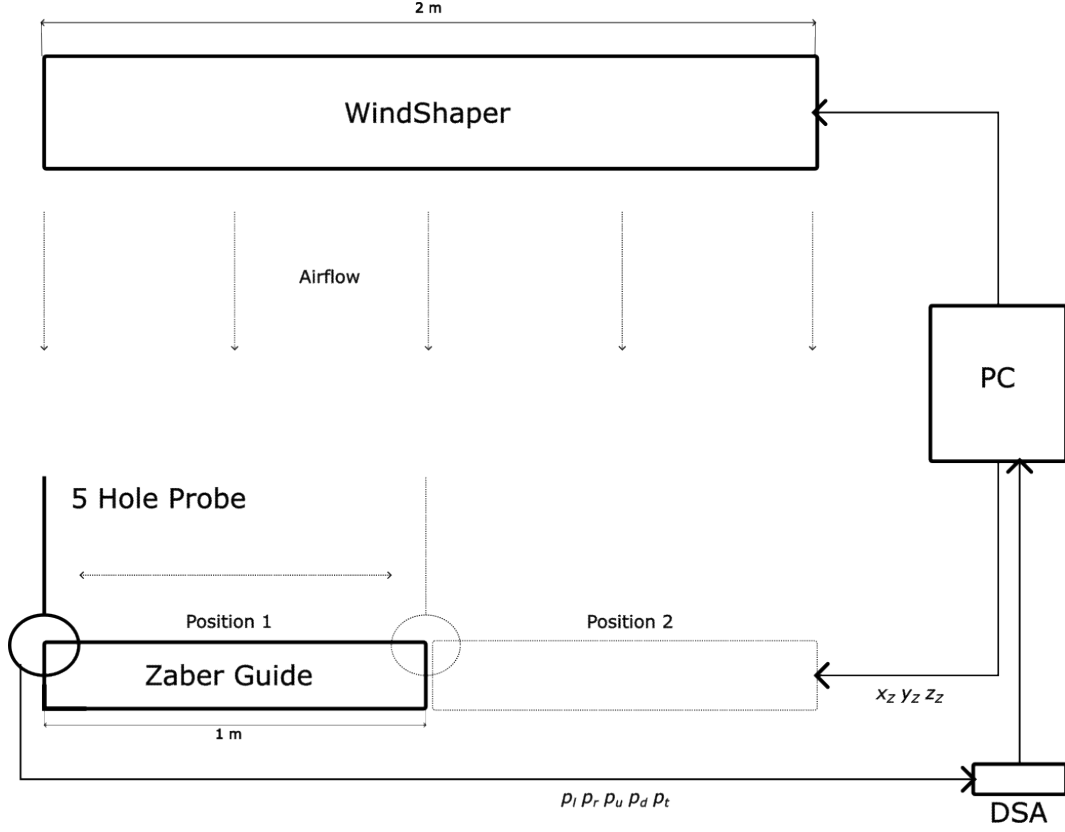 2 m
WindShaper
Airflow
PC
5 Hole Probe
Position 1
Position 2
Zaber Guide
x_z y_z z_z
1 m
p_l p_r p_u p_d p_t
DSA